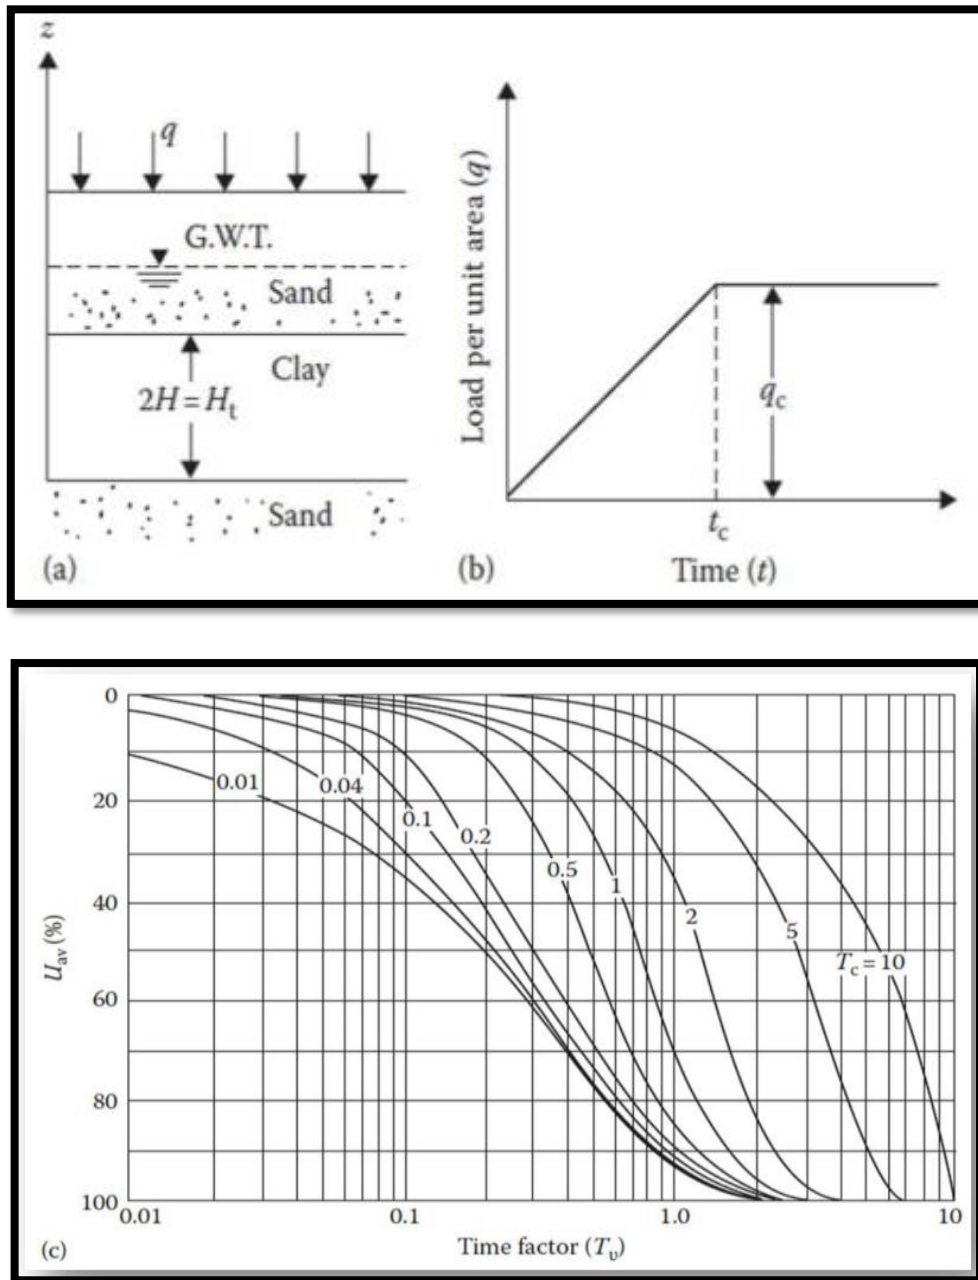 z
q
G.W.T.
Sand
Clay
2H = Ht
Sand
(a)
Load per unit area (q)
qc
tc
(b)
Time (t)
0
20
40
60
80
100
Uav (%)
0.01
0.04
0.1
0.2
0.5
1
2
5
Tc = 10
0.01
0.1
1.0
10
(c)
Time factor (Tυ)